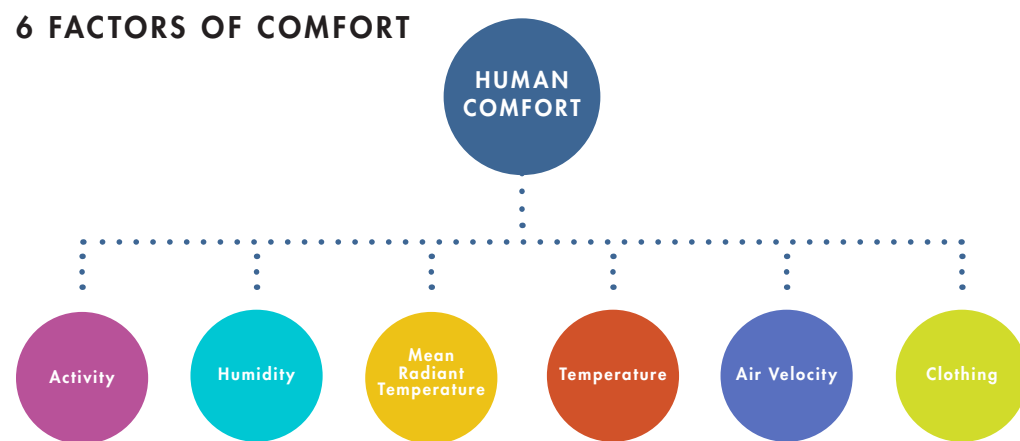 6 FACTORS OF COMFORT
HUMAN
COMFORT
Activity
Humidity
Mean
Radiant
Temperature
Temperature
Air Velocity
Clothing